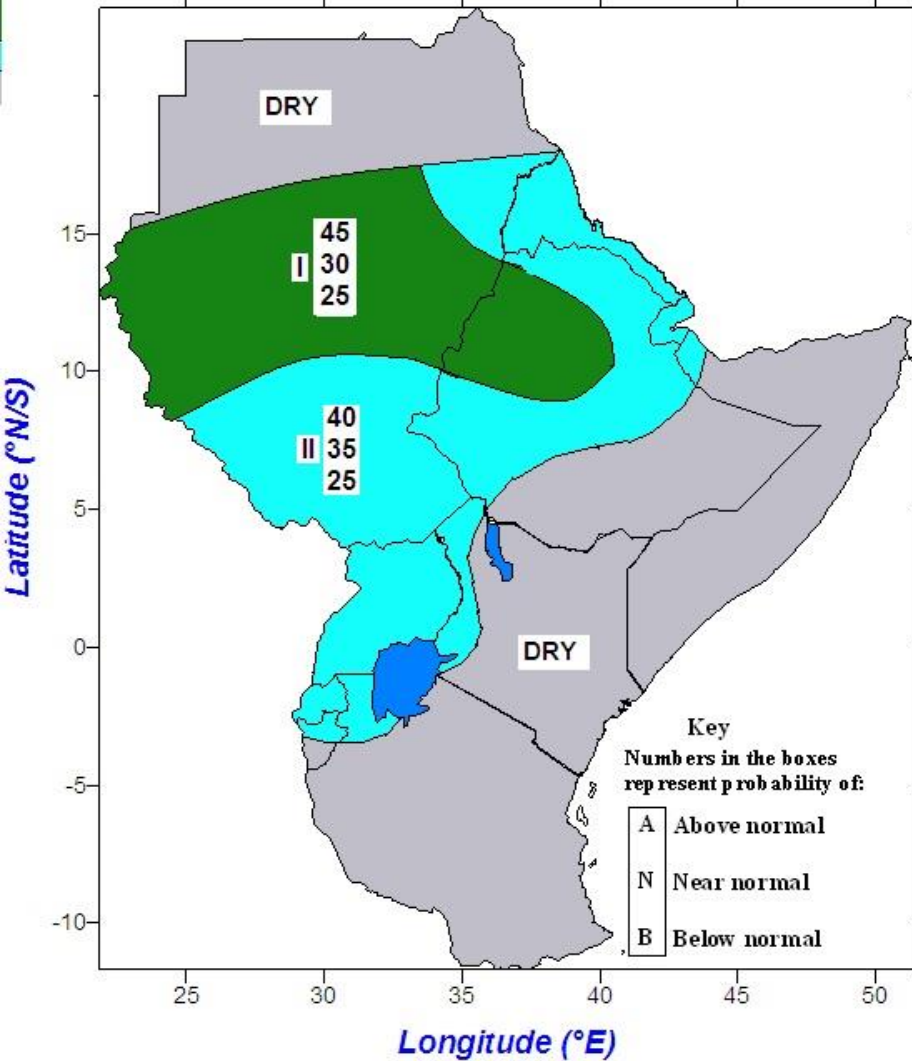 DRY
15
45
I 30
25
10
40
II 35
25
5
0
DRY
-5
-10
Key
Numbers in the boxes
represent probability of:
A Above normal
N Near normal
B Below normal
25 30 35 40 45 50
Latitude (°N/S)
Longitude (°E)